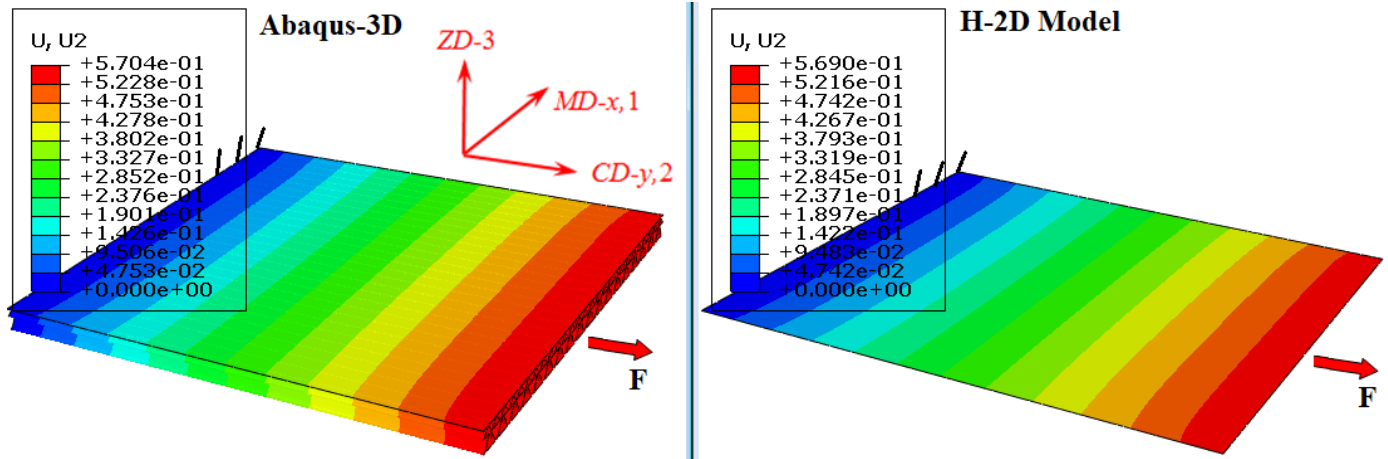 Abaqus-3D
U, U2
+5.704e-01
+5.228e-01
+4.753e-01
+4.278e-01
+3.802e-01
+3.327e-01
+2.852e-01
+2.376e-01
+1.901e-01
+1.426e-01
+9.506e-02
+4.753e-02
+0.000e+00
ZD-3
MD-x,1
CD-y,2
F
H-2D Model
U, U2
+5.690e-01
+5.216e-01
+4.742e-01
+4.267e-01
+3.793e-01
+3.319e-01
+2.845e-01
+2.371e-01
+1.897e-01
+1.422e-01
+9.483e-02
+4.742e-02
+0.000e+00
F